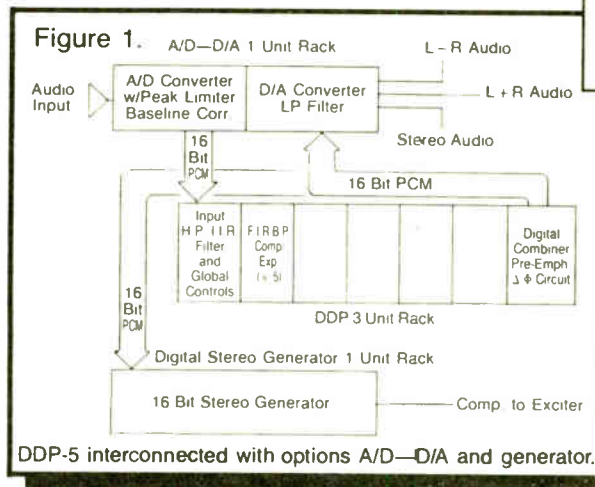 Figure 1.
A/D—D/A 1 Unit Rack
L – R Audio
Audio
Input
A/D Converter
w/Peak Limiter
Baseline Corr.
D/A Converter
LP Filter
L + R Audio
Stereo Audio
16
Bit
PCM
16 Bit PCM
Input
H P I I R
Filter
and
Global
Controls
F I R B P
Comp
Exp
Digital
Combiner
Pre-Emph
Δ Φ Circuit
16
Bit
PCM
DDP 3 Unit Rack
Digital Stereo Generator 1 Unit Rack
16 Bit Stereo Generator
Comp. to Exciter
DDP-5 interconnected with options A/D—D/A and generator.